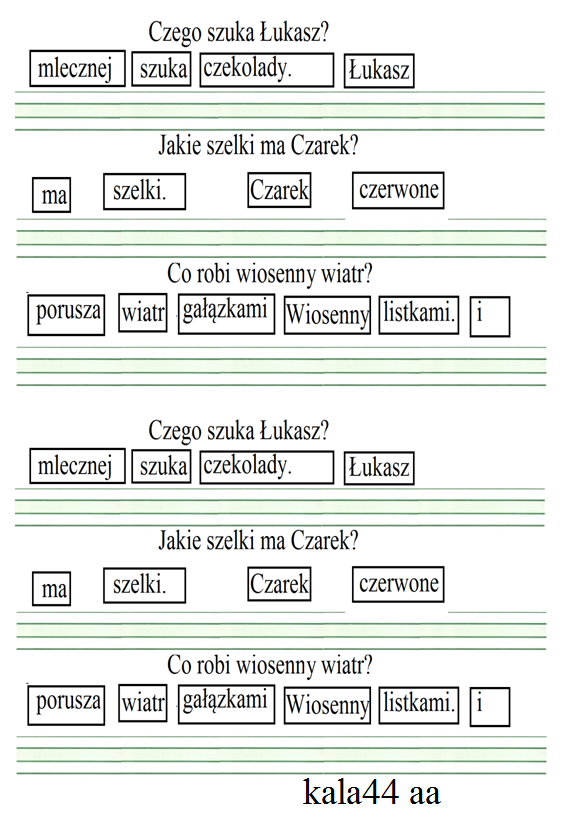 Czego szuka Łukasz?
mlecznej szuka czekolady. Łukasz
Jakie szelki ma Czarek?
ma szelki. Czarek czerwone
Co robi wiosenny wiatr?
porusza wiatr gałązkami Wiosenny listkami. i
Czego szuka Łukasz?
mlecznej szuka czekolady. Łukasz
Jakie szelki ma Czarek?
ma szelki. Czarek czerwone
Co robi wiosenny wiatr?
porusza wiatr gałązkami Wiosenny listkami. i
kala44 aa